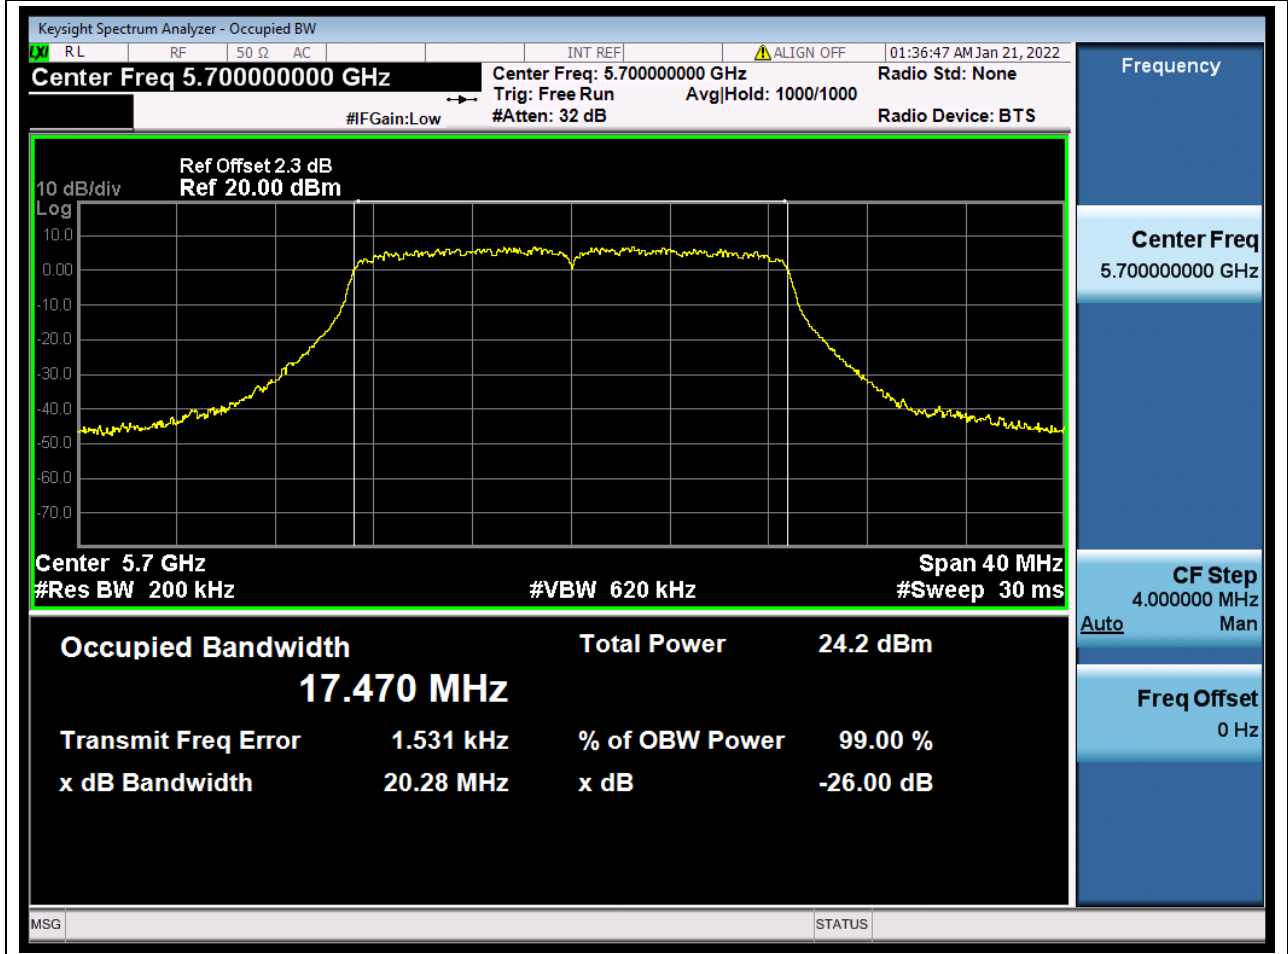 Keysight Spectrum Analyzer - Occupied BW
LXI RL RF 50 Ω AC INT REF ALIGN OFF 01:36:47 AM Jan 21, 2022
Center Freq 5.700000000 GHz
Center Freq: 5.700000000 GHz
Radio Std: None
Trig: Free Run Avg|Hold: 1000/1000
#IFGain:Low
#Atten: 32 dB
Radio Device: BTS
Ref Offset 2.3 dB
10 dB/div Ref 20.00 dBm
Log
10.0
0.00
-10.0
-20.0
-30.0
-40.0
-50.0
-60.0
-70.0
Center 5.7 GHz Span 40 MHz
#Res BW 200 kHz #VBW 620 kHz #Sweep 30 ms
Occupied Bandwidth Total Power 24.2 dBm
17.470 MHz
Transmit Freq Error 1.531 kHz % of OBW Power 99.00 %
x dB Bandwidth 20.28 MHz x dB -26.00 dB
Frequency
Center Freq
5.700000000 GHz
CF Step
4.000000 MHz
Auto Man
Freq Offset
0 Hz
MSG STATUS